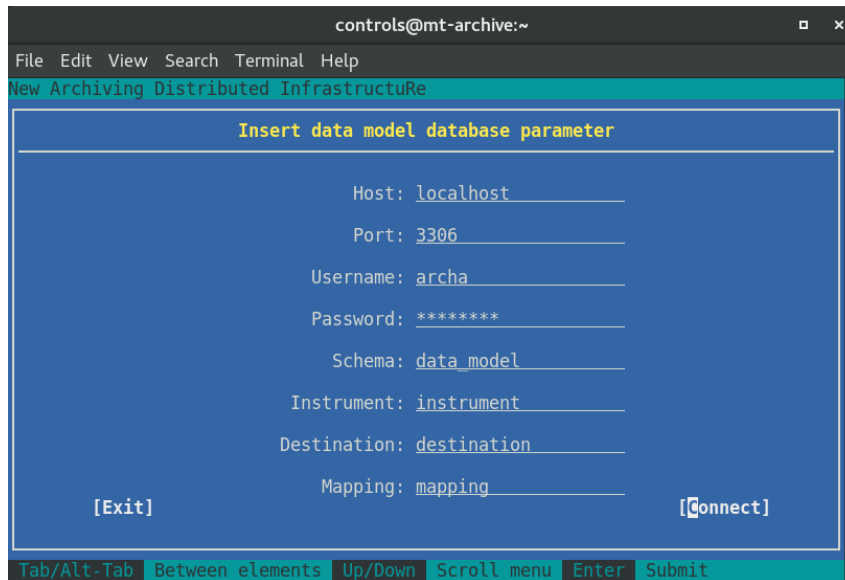 controls@mt-archive:~
File Edit View Search Terminal Help
New Archiving Distributed InfrastructuRe
Insert data model database parameter
Host: localhost
Port: 3306
Username: archa
Password: ********
Schema: data_model
Instrument: instrument
Destination: destination
Mapping: mapping
[Exit] [Connect]
Tab/Alt-Tab Between elements Up/Down Scroll menu Enter Submit